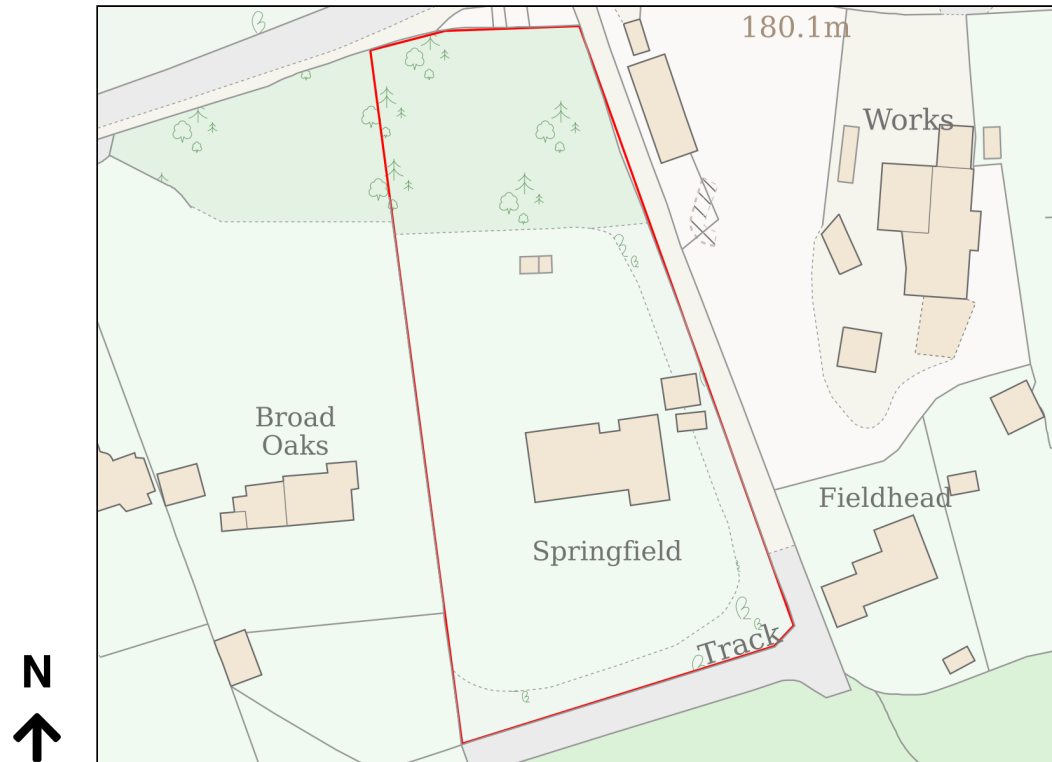 180.1m
Works
Broad
Oaks
Fieldhead
Springfield
Track
N